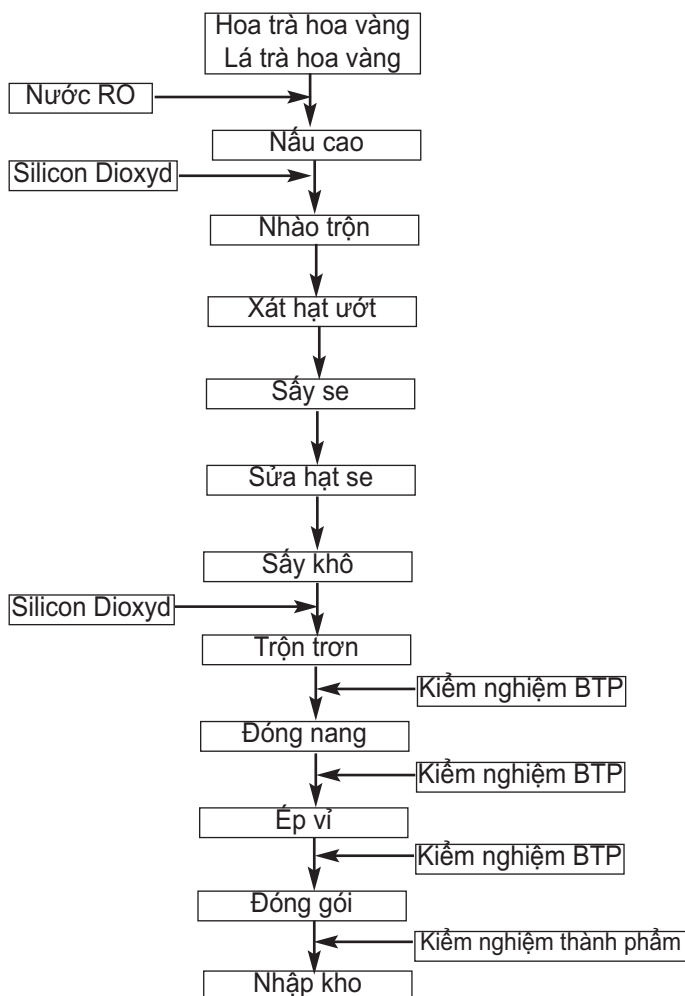 Hoa trà hoa vàng
Lá trà hoa vàng
Nước RO
Nấu cao
Silicon Dioxyd
Nhào trộn
Xát hạt ướt
Sấy se
Sửa hạt se
Sấy khô
Silicon Dioxyd
Trộn trơn
Kiểm nghiệm BTP
Đóng nang
Kiểm nghiệm BTP
Ép vỉ
Kiểm nghiệm BTP
Đóng gói
Kiểm nghiệm thành phẩm
Nhập kho